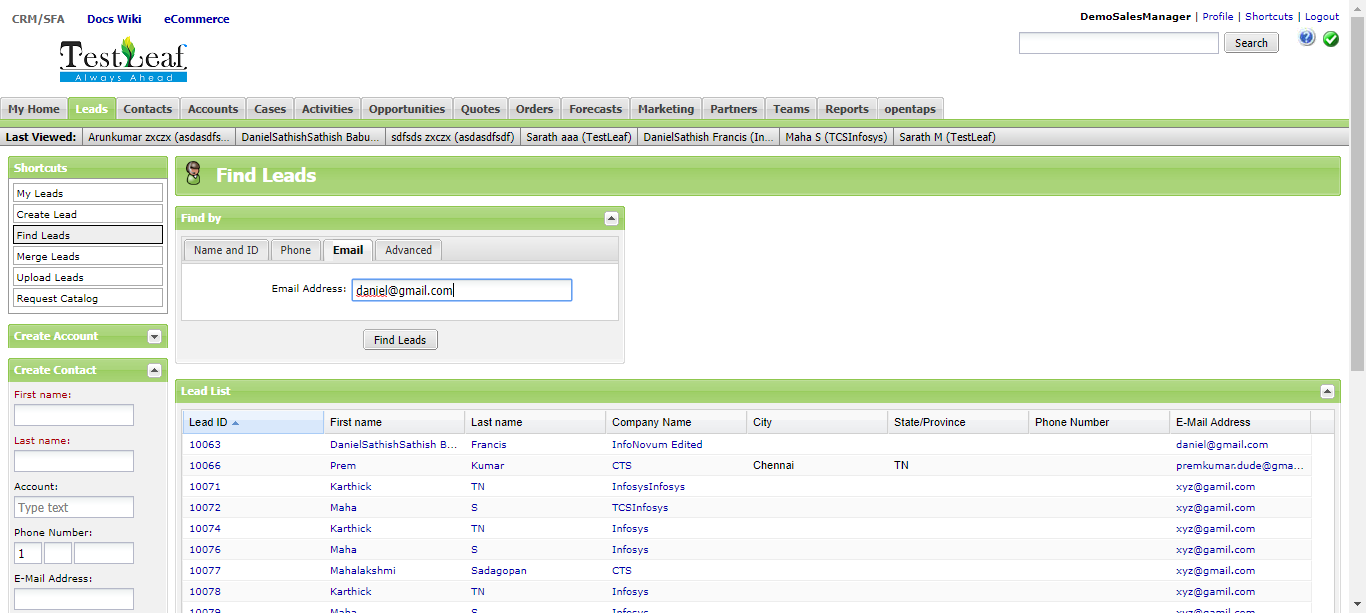 CRM/SFA Docs Wiki eCommerce
DemoSalesManager | Profile | Shortcuts | Logout
TestLeaf
Always Ahead
Search
My Home Leads Contacts Accounts Cases Activities Opportunities Quotes Orders Forecasts Marketing Partners Teams Reports opentaps
Last Viewed: Arunkumar zxczx (asdasdfs... DanielSathishSathish Babu... sdfsds zxczx (asdasdfsdf) Sarath aaa (TestLeaf) DanielSathish Francis (In... Maha S (TCSInfosys) Sarath M (TestLeaf)
Shortcuts
My Leads
Create Lead
Find Leads
Merge Leads
Upload Leads
Request Catalog
Create Account
Create Contact
First name:
Last name:
Account:
Type text
Phone Number:
1
E-Mail Address:
Find Leads
Find by
Name and ID Phone Email Advanced
Email Address: daniel@gmail.com
Find Leads
Lead List
Lead ID First name Last name Company Name City State/Province Phone Number E-Mail Address
10063 DanielSathishSathish B... Francis InfoNovum Edited daniel@gmail.com
10066 Prem Kumar CTS Chennai TN premkumar.dude@gma...
10071 Karthick TN InfosysInfosys xyz@gamil.com
10072 Maha S TCSInfosys xyz@gamil.com
10074 Karthick TN Infosys xyz@gamil.com
10076 Maha S Infosys xyz@gamil.com
10077 Mahalakshmi Sadagopan CTS xyz@gamil.com
10078 Karthick TN Infosys xyz@gamil.com
10079 Maha S Infosys xyz@gamil.com